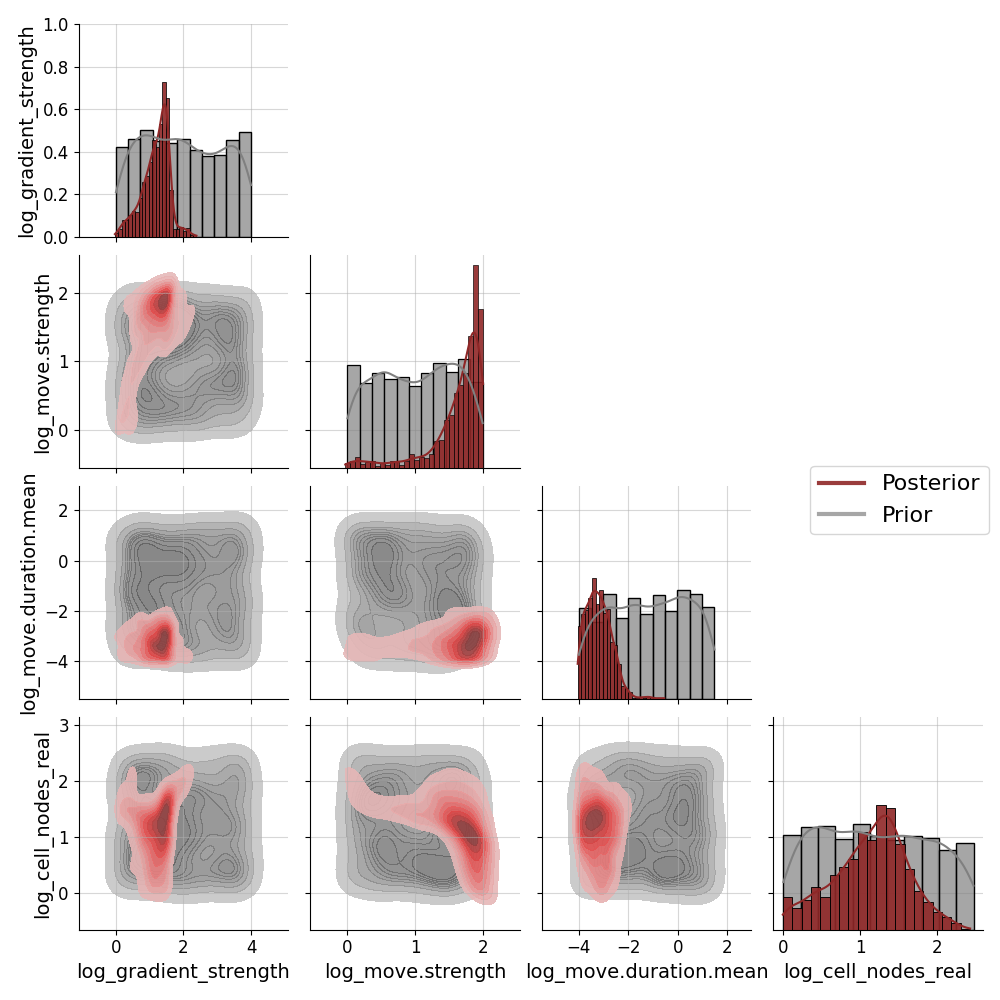 1.0
0.8
0.6
0.4
0.2
0.0
log_gradient_strength
2
1
0
log_move.strength
2
0
−2
−4
log_move.duration.mean
Posterior
Prior
3
2
1
0
log_cell_nodes_real
0 2 4 0 1 2 −4 −2 0 2 0 1 2
log_gradient_strength log_move.strength log_move.duration.mean log_cell_nodes_real